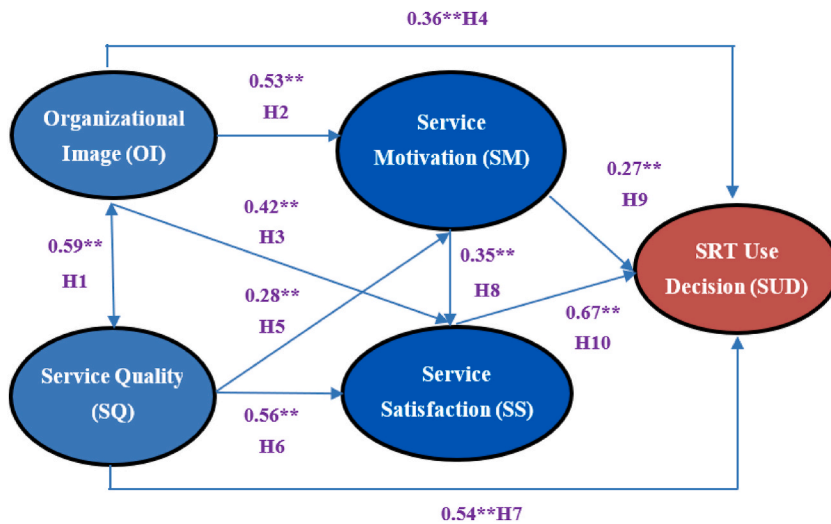 0.36**H4
0.53**
H2
Organizational
Image (OI)
Service
Motivation (SM)
0.27**
H9
0.42**
H3
0.59**
H1
0.35**
H8
SRT Use
Decision (SUD)
0.28**
H5
0.67**
H10
Service Quality
(SQ)
Service
Satisfaction (SS)
0.56**
H6
0.54**H7